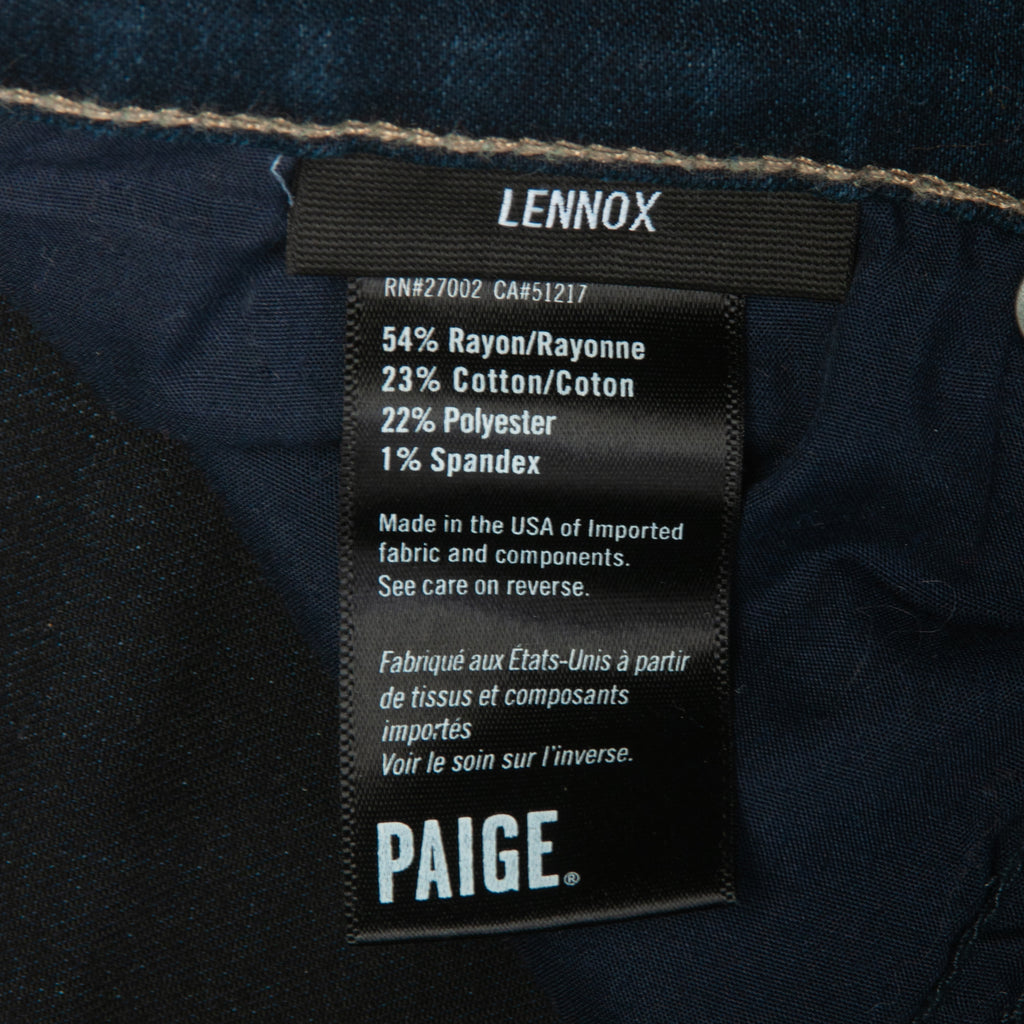 LENNOX
RN#27002 CA#51217
54% Rayon/Rayonne
23% Cotton/Coton
22% Polyester
1% Spandex
Made in the USA of Imported
fabric and components.
See care on reverse.
Fabriqué aux États-Unis à partir
de tissus et composants
importés
Voir le soin sur l'inverse.
PAIGE®